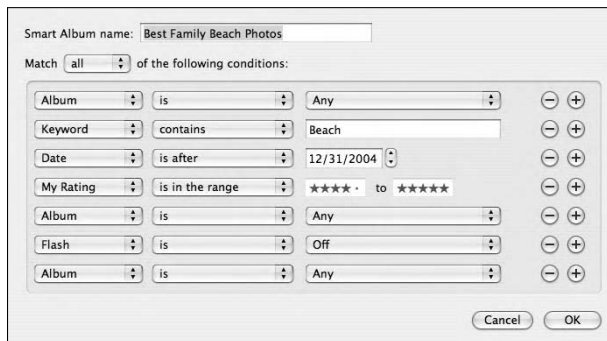 Smart Album name: Best Family Beach Photos
Match all of the following conditions:
Album is Any
Keyword contains Beach
Date is after 12/31/2004
My Rating is in the range ★★★★· to ★★★★★
Album is Any
Flash is Off
Album is Any
Cancel OK